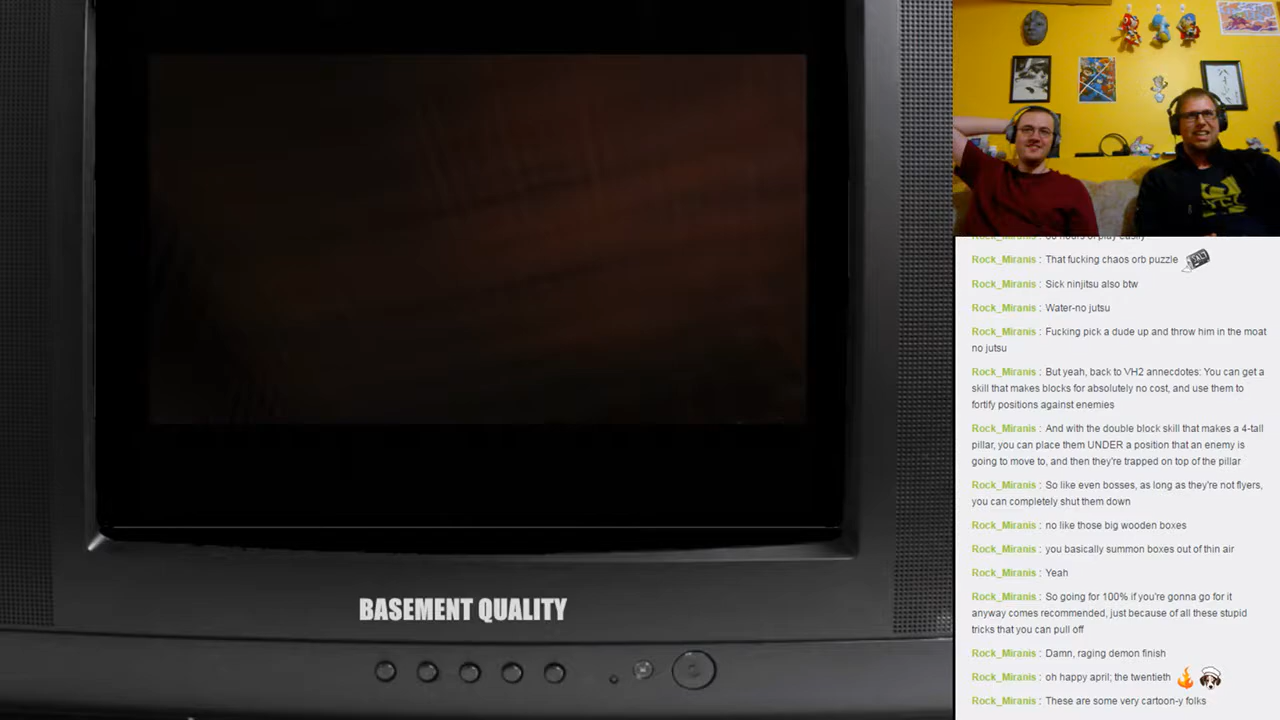 BASEMENT QUALITY
Rock_Miranis : That fucking chaos orb puzzle
Rock_Miranis : Sick ninjitsu also btw
Rock_Miranis : Water-no jutsu
Rock_Miranis : Fucking pick a dude up and throw him in the moat
no jutsu
Rock_Miranis : But yeah, back to VH2 annecdotes: You can get a
skill that makes blocks for absolutely no cost, and use them to
fortify positions against enemies
Rock_Miranis : And with the double block skill that makes a 4-tall
pillar, you can place them UNDER a position that an enemy is
going to move to, and then they're trapped on top of the pillar
Rock_Miranis : So like even bosses, as long as they're not flyers,
you can completely shut them down
Rock_Miranis : no like those big wooden boxes
Rock_Miranis : you basically summon boxes out of thin air
Rock_Miranis : Yeah
Rock_Miranis : So going for 100% if you're gonna go for it
anyway comes recommended, just because of all these stupid
tricks that you can pull off
Rock_Miranis : Damn, raging demon finish
Rock_Miranis : oh happy april; the twentieth
Rock_Miranis : These are some very cartoon-y folks